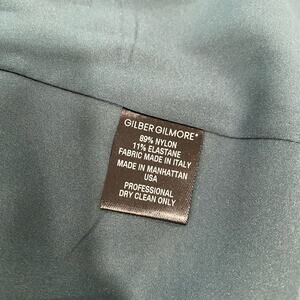 GILBER GILMORE®
89% NYLON
11% ELASTANE
FABRIC MADE IN ITALY
MADE IN MANHATTAN
USA
PROFESSIONAL
DRY CLEAN ONLY